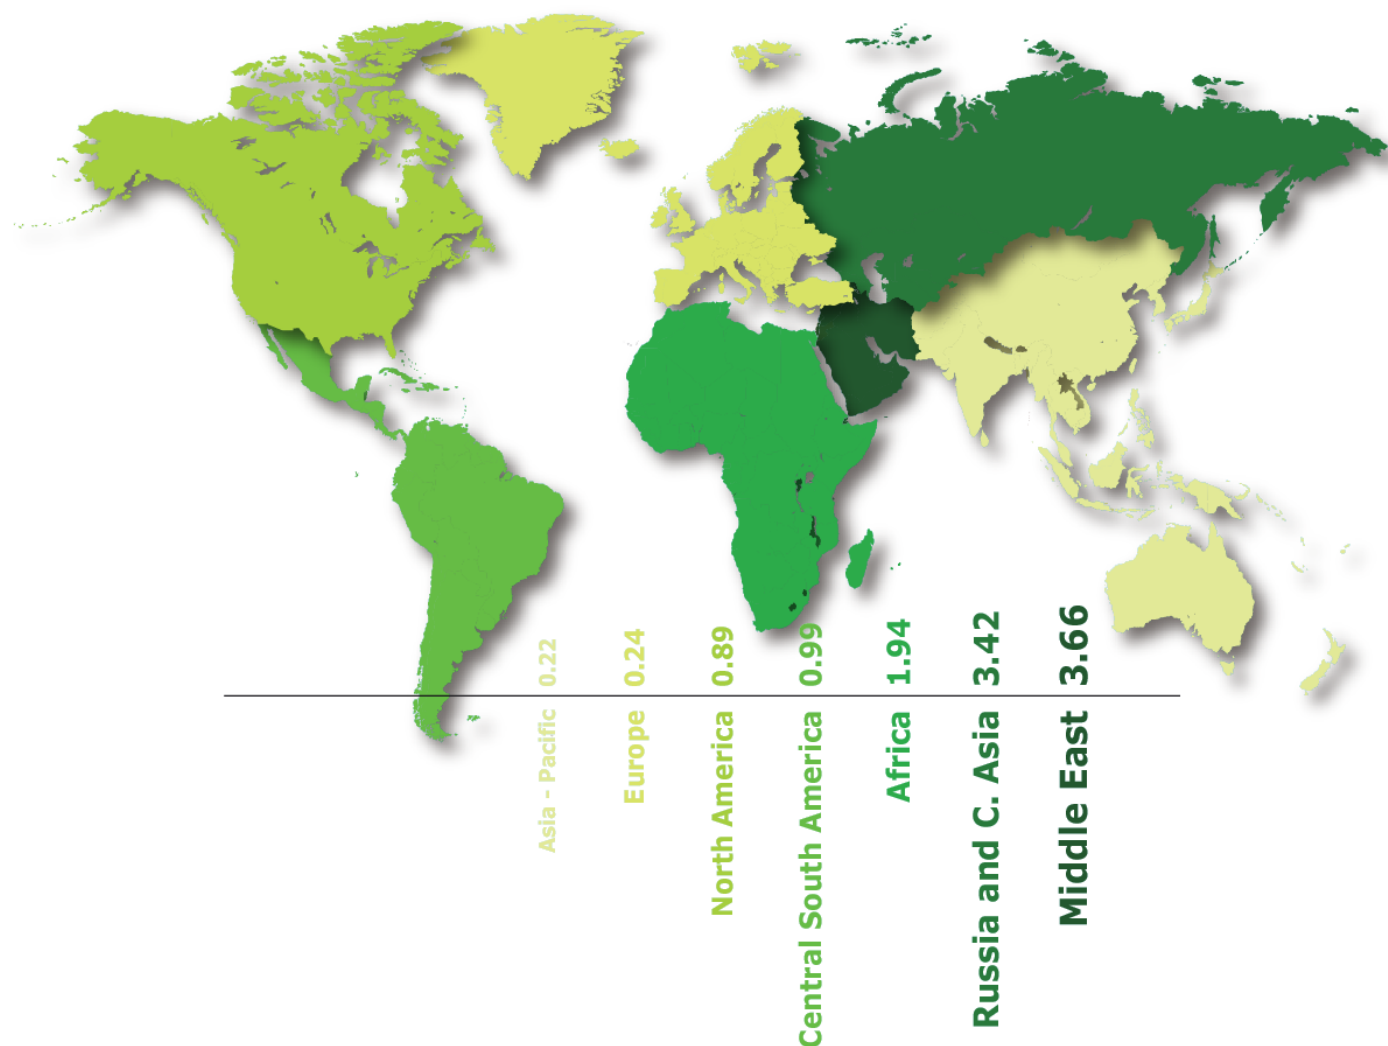 Asia - Pacific 0.22
Europe 0.24
North America 0.89
Central South America 0.99
Africa 1.94
Russia and C. Asia 3.42
Middle East 3.66